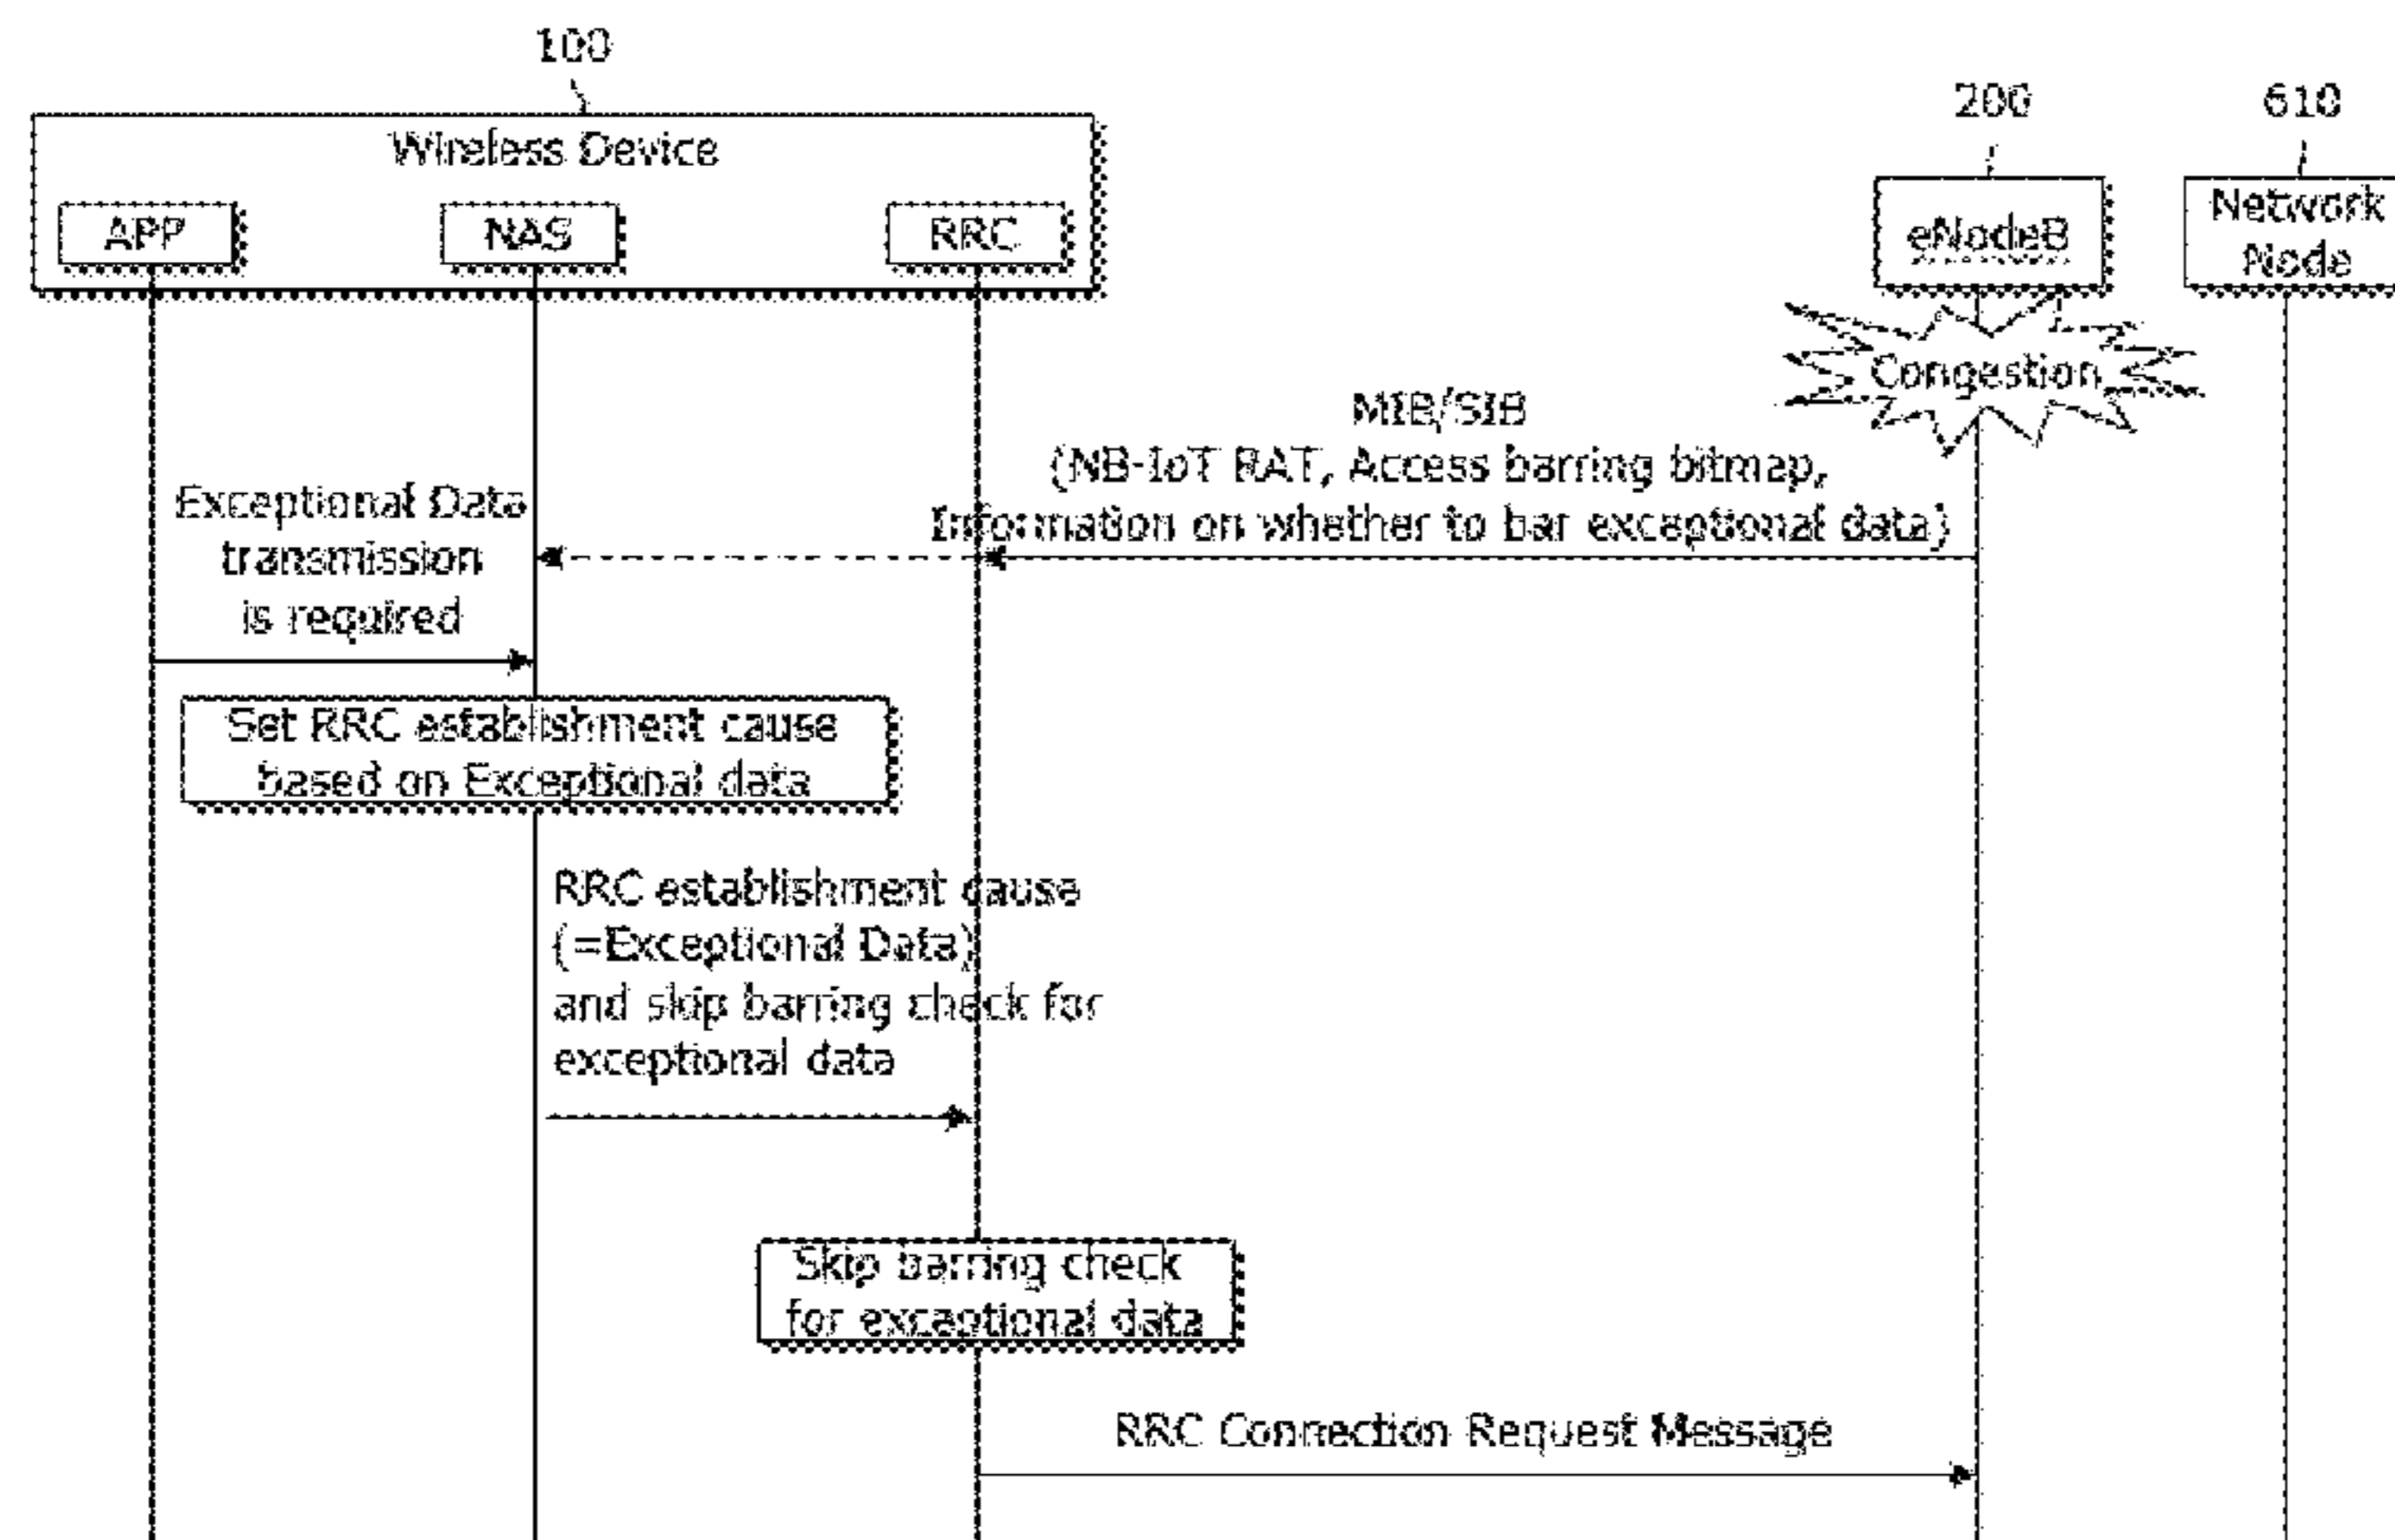 100
200
610
Wireless Device
APP
NAS
RRC
eNodeB
Network
Node
Congestion
MIB/SIB
(NB-IoT RAT, Access barring bitmap,
Information on whether to bar exceptional data)
Exceptional Data
transmission
is required
Set RRC establishment cause
based on Exceptional data
RRC establishment cause
(=Exceptional Data)
and skip barring check for
exceptional data
Skip barring check
for exceptional data
RRC Connection Request Message